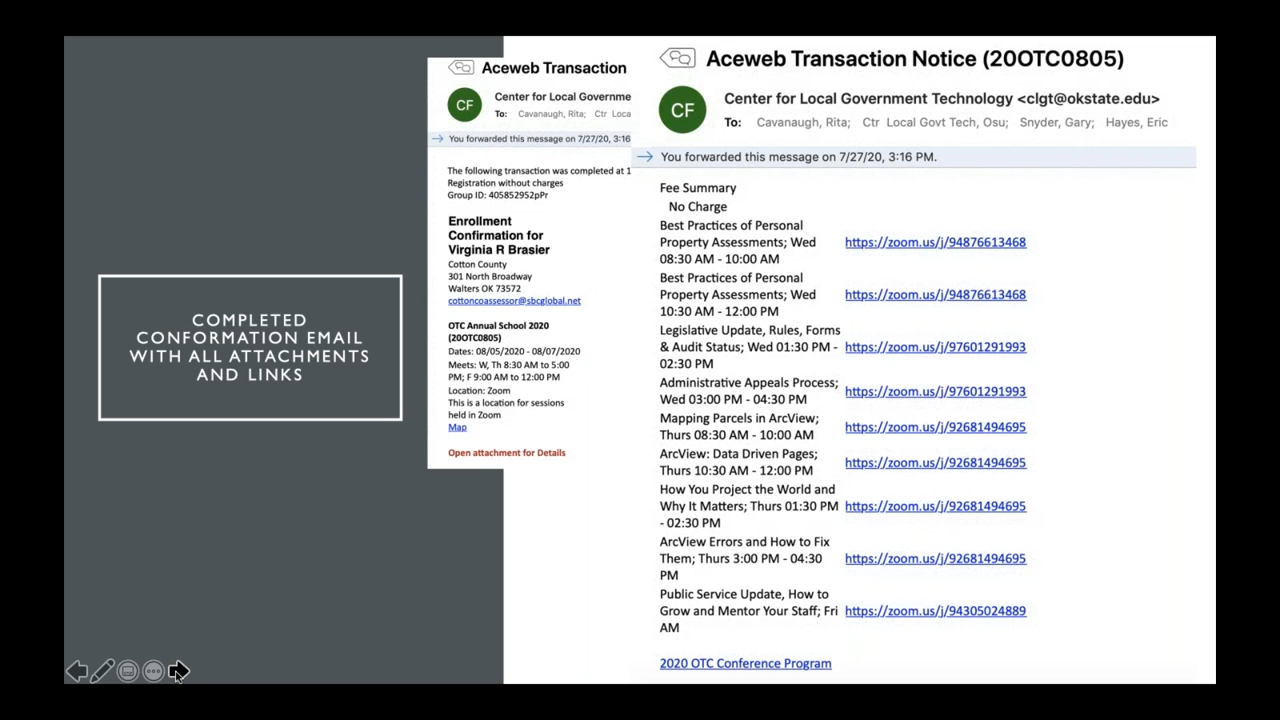 COMPLETED
CONFORMATION EMAIL
WITH ALL ATTACHMENTS
AND LINKS
Aceweb Transaction
CF
Center for Local Governme
To: Cavanaugh, Rita; Ctr Loca
You forwarded this message on 7/27/20, 3:16
The following transaction was completed at 1
Registration without charges
Group ID: 405852952pPr
Enrollment
Confirmation for
Virginia R Brasier
Cotton County
301 North Broadway
Walters OK 73572
cottoncoassessor@sbcglobal.net
OTC Annual School 2020
(20OTC0805)
Dates: 08/05/2020 - 08/07/2020
Meets: W, Th 8:30 AM to 5:00
PM; F 9:00 AM to 12:00 PM
Location: Zoom
This is a location for sessions
held in Zoom
Map
Open attachment for Details
Aceweb Transaction Notice (20OTC0805)
CF
Center for Local Government Technology <clgt@okstate.edu>
To: Cavanaugh, Rita; Ctr Local Govt Tech, Osu; Snyder, Gary; Hayes, Eric
You forwarded this message on 7/27/20, 3:16 PM.
Fee Summary
No Charge
Best Practices of Personal
Property Assessments; Wed https://zoom.us/j/94876613468
08:30 AM - 10:00 AM
Best Practices of Personal
Property Assessments; Wed https://zoom.us/j/94876613468
10:30 AM - 12:00 PM
Legislative Update, Rules, Forms
& Audit Status; Wed 01:30 PM - https://zoom.us/j/97601291993
02:30 PM
Administrative Appeals Process; https://zoom.us/j/97601291993
Wed 03:00 PM - 04:30 PM
Mapping Parcels in ArcView; https://zoom.us/j/92681494695
Thurs 08:30 AM - 10:00 AM
ArcView: Data Driven Pages; https://zoom.us/j/92681494695
Thurs 10:30 AM - 12:00 PM
How You Project the World and
Why It Matters; Thurs 01:30 PM https://zoom.us/j/92681494695
- 02:30 PM
ArcView Errors and How to Fix
Them; Thurs 3:00 PM - 04:30 https://zoom.us/j/92681494695
PM
Public Service Update, How to
Grow and Mentor Your Staff; Fri https://zoom.us/j/94305024889
AM
2020 OTC Conference Program